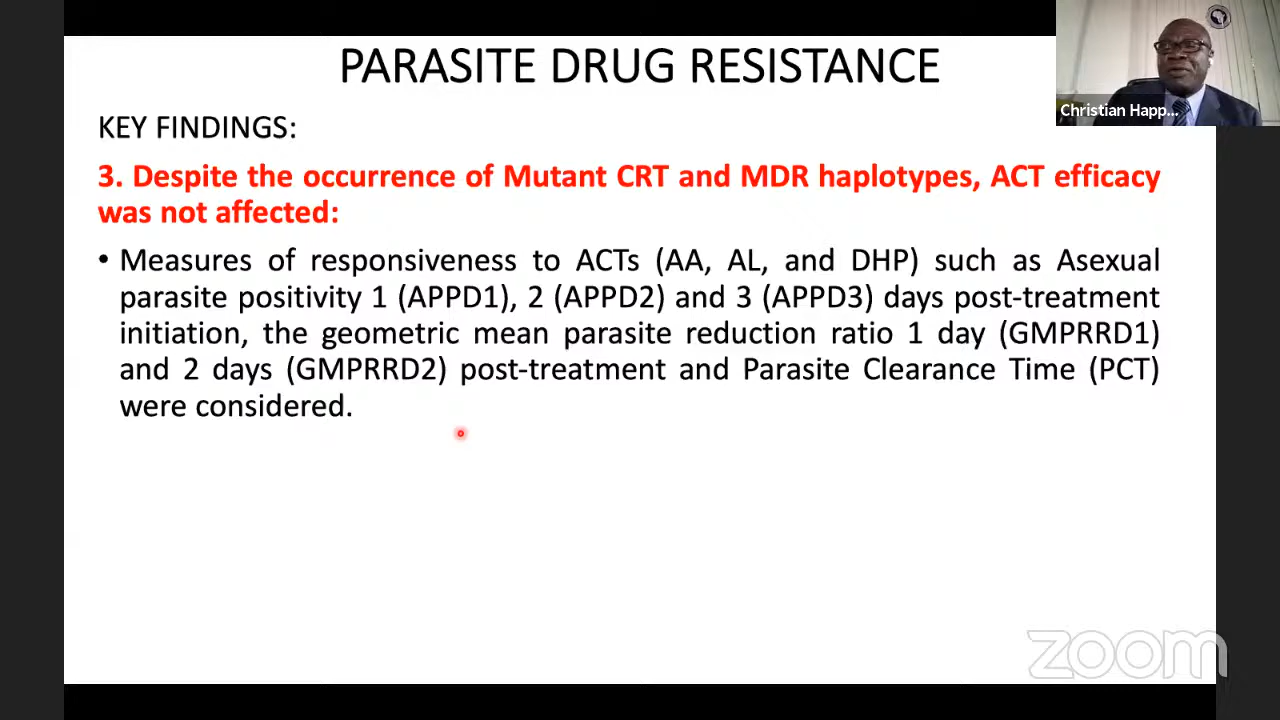 PARASITE DRUG RESISTANCE
KEY FINDINGS:
3. Despite the occurrence of Mutant CRT and MDR haplotypes, ACT efficacy
was not affected:
• Measures of responsiveness to ACTs (AA, AL, and DHP) such as Asexual
parasite positivity 1 (APPD1), 2 (APPD2) and 3 (APPD3) days post-treatment
initiation, the geometric mean parasite reduction ratio 1 day (GMPRRD1)
and 2 days (GMPRRD2) post-treatment and Parasite Clearance Time (PCT)
were considered.
Christian Happ...
zoom